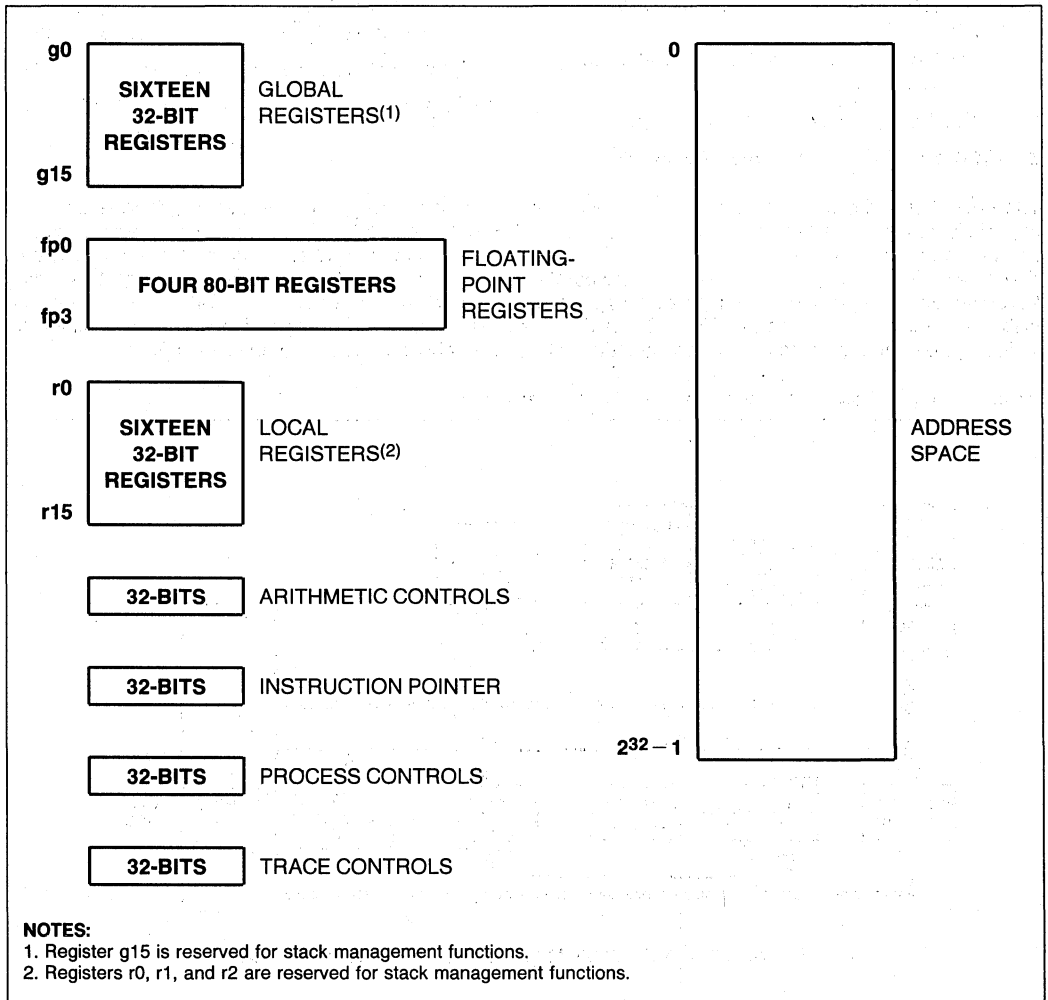 g0
SIXTEEN
32-BIT
REGISTERS
g15
GLOBAL
REGISTERS(1)
fp0
FOUR 80-BIT REGISTERS
fp3
FLOATING-
POINT
REGISTERS
r0
SIXTEEN
32-BIT
REGISTERS
r15
LOCAL
REGISTERS(2)
32-BITS ARITHMETIC CONTROLS
32-BITS INSTRUCTION POINTER
32-BITS PROCESS CONTROLS
32-BITS TRACE CONTROLS
0
2³² – 1
ADDRESS
SPACE
NOTES:
1. Register g15 is reserved for stack management functions.
2. Registers r0, r1, and r2 are reserved for stack management functions.